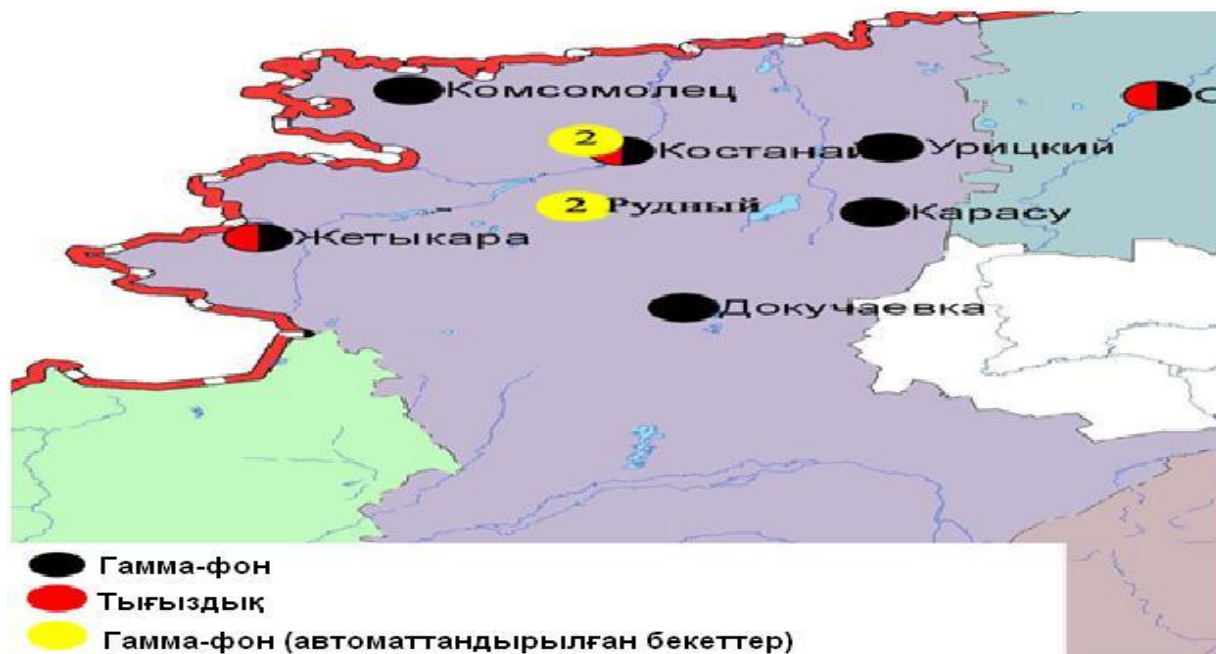 Комсомолец
2
Костанай
Урицкий
2 Рудный
Карасу
Жетыкара
Докучаевка
Гамма-фон
Тығыздық
Гамма-фон (автоматтандырылған бекеттер)